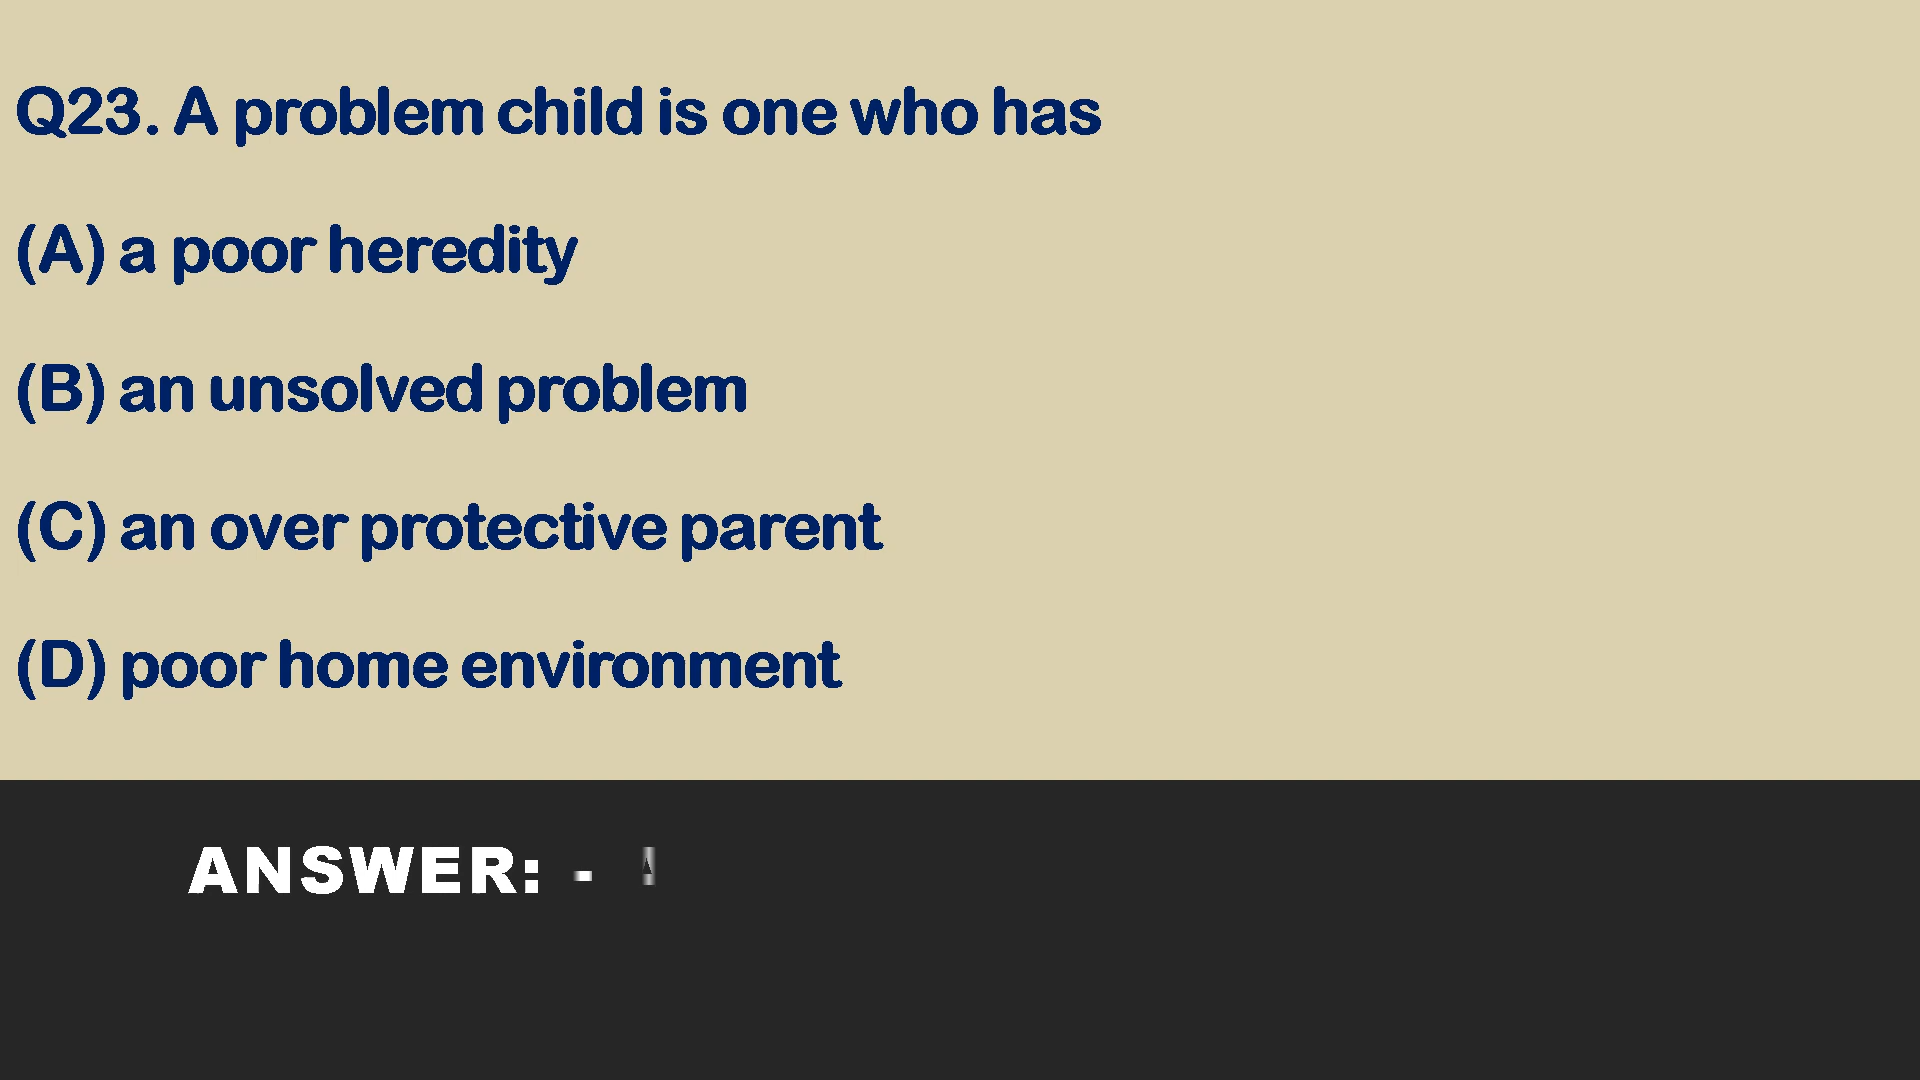 Q23. A problem child is one who has
(A) a poor heredity
(B) an unsolved problem
(C) an over protective parent
(D) poor home environment
ANSWER: -